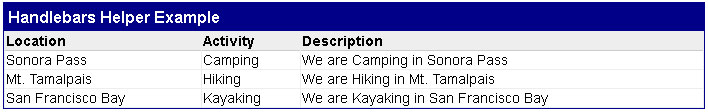 Handlebars Helper Example
Location Activity Description
Sonora Pass Camping We are Camping in Sonora Pass
Mt. Tamalpais Hiking We are Hiking in Mt. Tamalpais
San Francisco Bay Kayaking We are Kayaking in San Francisco Bay